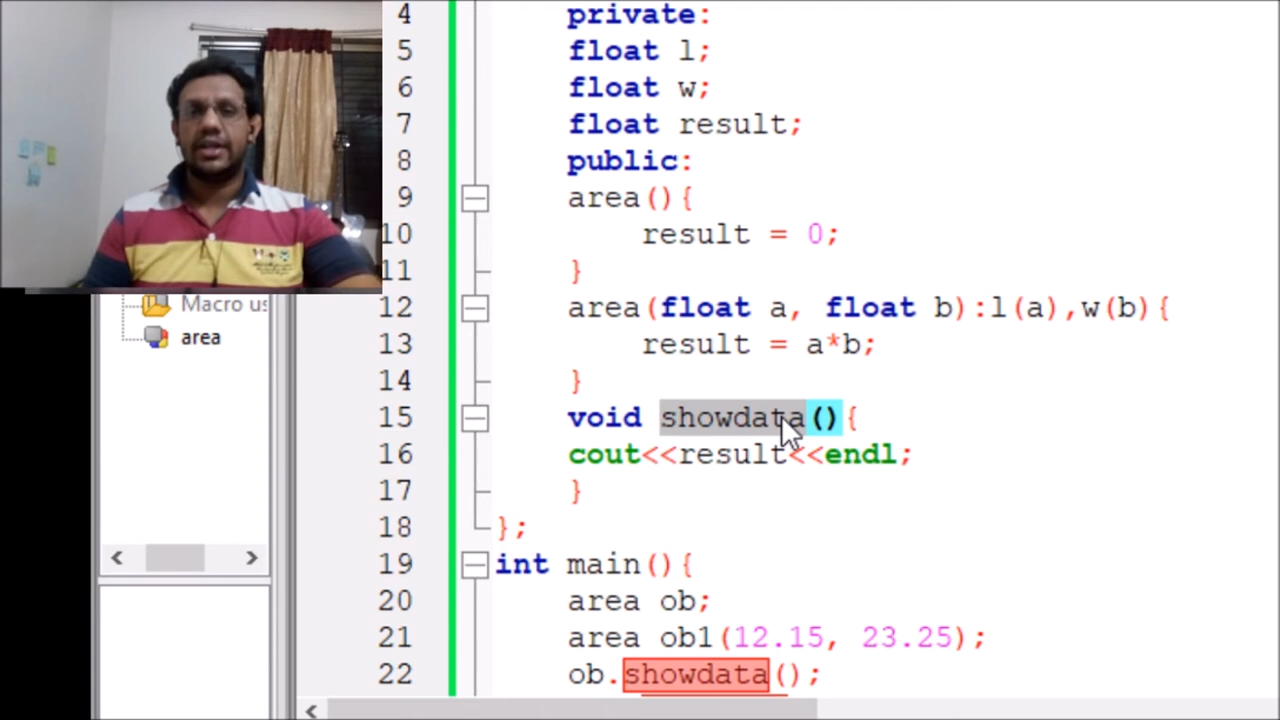 4 private:
5 float l;
6 float w;
7 float result;
8 public:
9 area(){
10 result = 0;
11 }
12 area(float a, float b):l(a),w(b){
13 result = a*b;
14 }
15 void showdata(){
16 cout<<result<<endl;
17 }
18 };
19 int main(){
20 area ob;
21 area ob1(12.15, 23.25);
22 ob.showdata();
Macro us
area